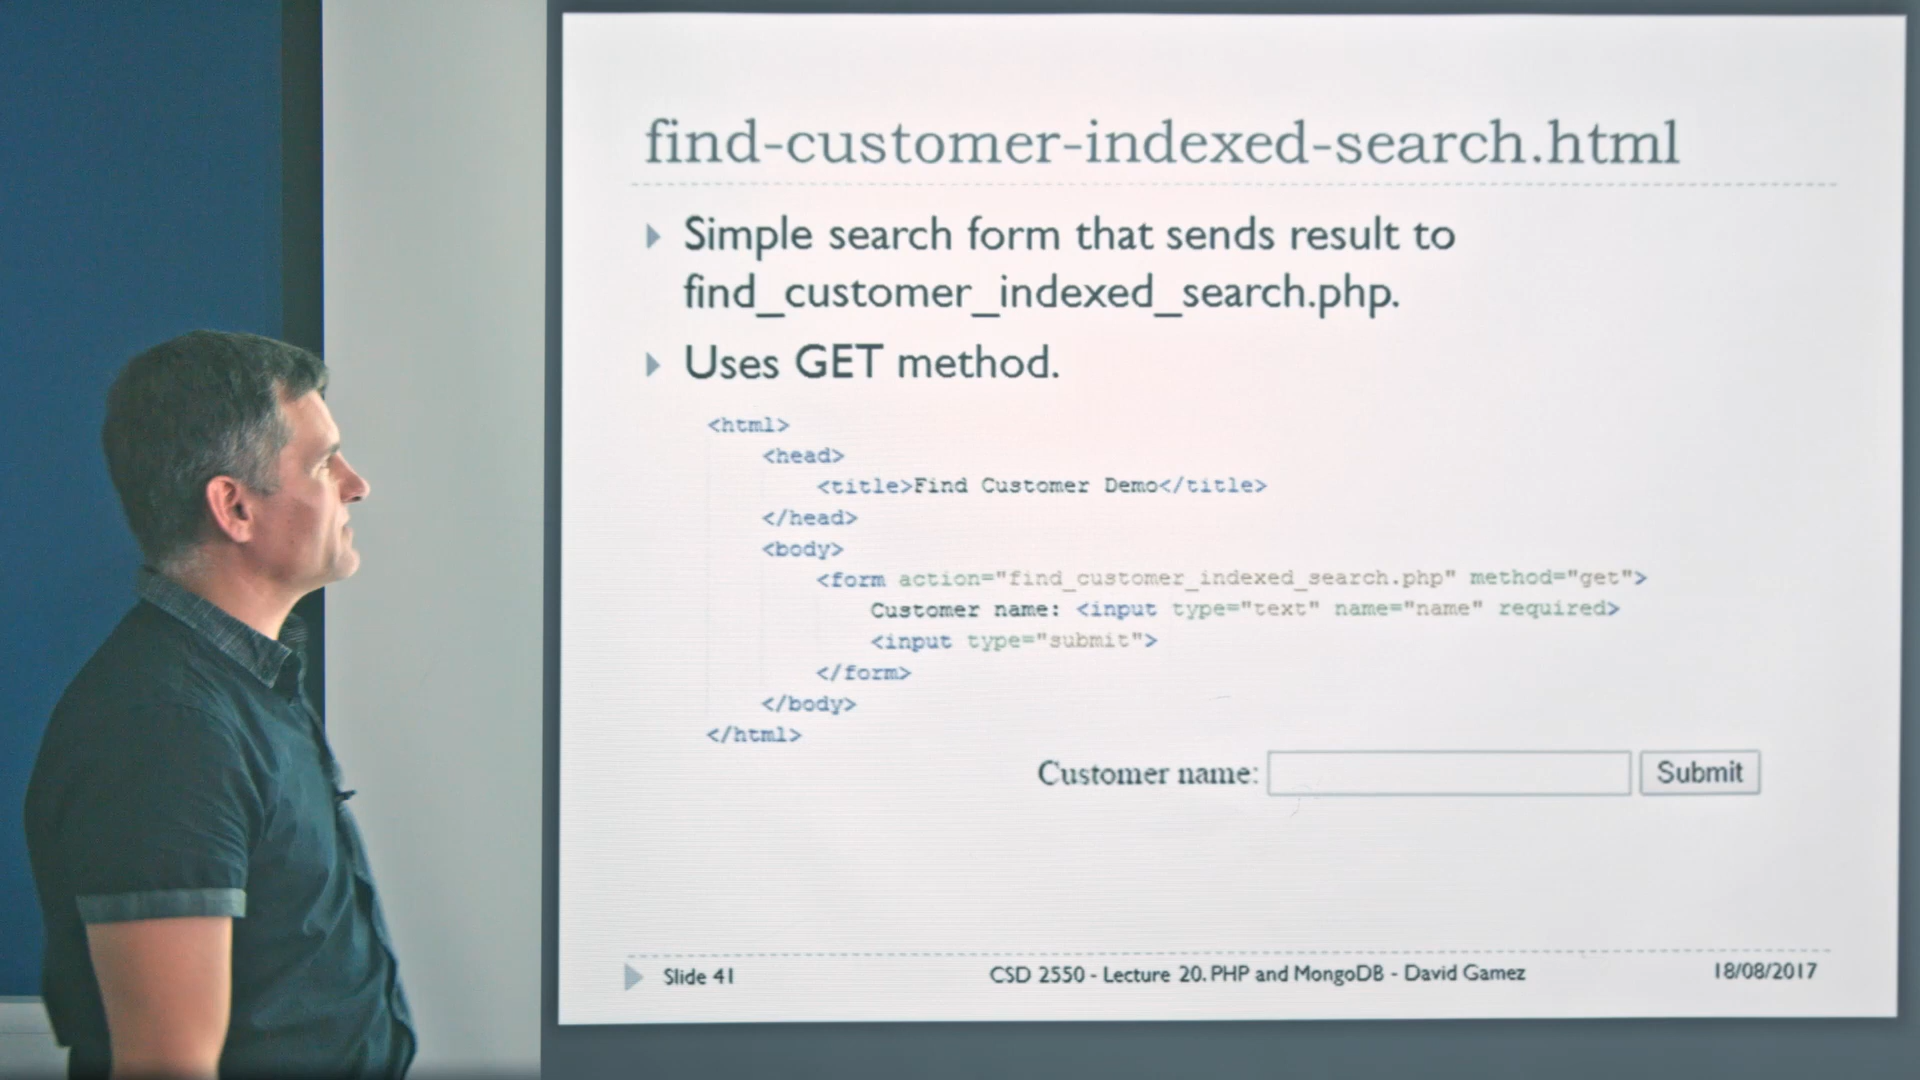 find-customer-indexed-search.html
Simple search form that sends result to
find_customer_indexed_search.php.
Uses GET method.
<html>
<head>
<title>Find Customer Demo</title>
</head>
<body>
<form action="find_customer_indexed_search.php" method="get">
Customer name: <input type="text" name="name" required>
<input type="submit">
</form>
</body>
</html>
Customer name: Submit
Slide 41 CSD 2550 - Lecture 20. PHP and MongoDB - David Gamez 18/08/2017